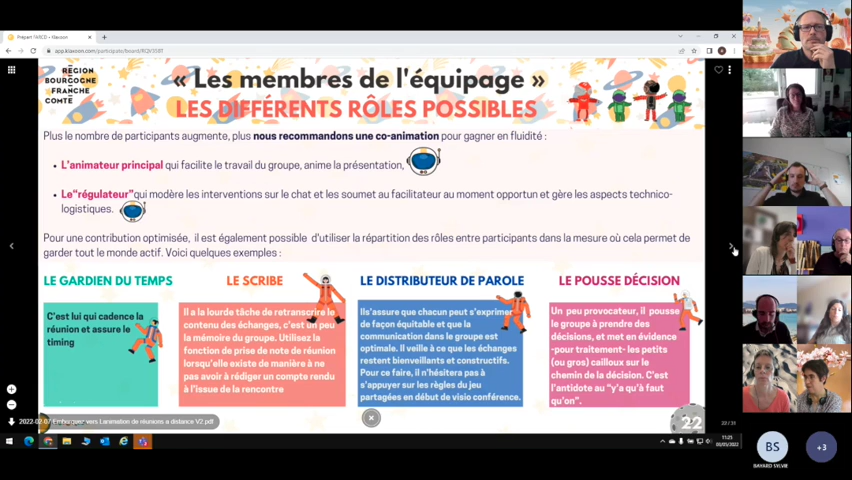 Préparer l'ARCD • Klaxoon
app.klaxoon.com/participate/board/
RÉGION
BOURGOGNE
FRANCHE
COMTÉ
« Les membres de l'équipage »
LES DIFFÉRENTS RÔLES POSSIBLES
Plus le nombre de participants augmente, plus nous recommandons une co-animation pour gagner en fluidité :
• L'animateur principal qui facilite le travail du groupe, anime la présentation,
• Le "régulateur" qui modère les interventions sur le chat et les soumet au facilitateur au moment opportun et gère les aspects technico-
logistiques.
Pour une contribution optimisée, il est également possible d'utiliser la répartition des rôles entre participants dans la mesure où cela permet de
garder tout le monde actif. Voici quelques exemples :
LE GARDIEN DU TEMPS
C'est lui qui cadence la
réunion et assure le
timing
LE SCRIBE
Il a la lourde tâche de retranscrire le
contenu des échanges, c'est un peu
la mémoire du groupe. Utilisez la
fonction de prise de note de réunion
lorsqu'elle existe de manière à ne
pas avoir à rédiger un compte rendu
à l'issue de la rencontre
LE DISTRIBUTEUR DE PAROLE
Ils'assure que chacun peut s'exprimer
de façon équitable et que la
communication dans le groupe est
optimale. Il veille à ce que les échanges
restent bienveillants et constructifs.
Pour ce faire, il n'hésitera pas à
s'appuyer sur les règles du jeu
partagées en début de visio conférence.
LE POUSSE DÉCISION
Un peu provocateur, il pousse
le groupe à prendre des
décisions, et met en évidence
-pour traitement- les petits
(ou gros) cailloux sur le
chemin de la décision. C'est
l'antidote au "y'a qu'à faut
qu'on".
22
2022-02-07 Embarquez vers l'animation de réunions à distance V2.pdf
23 / 31
11:25
03/05/2022
BS
BAYARD SYLVIE
+3